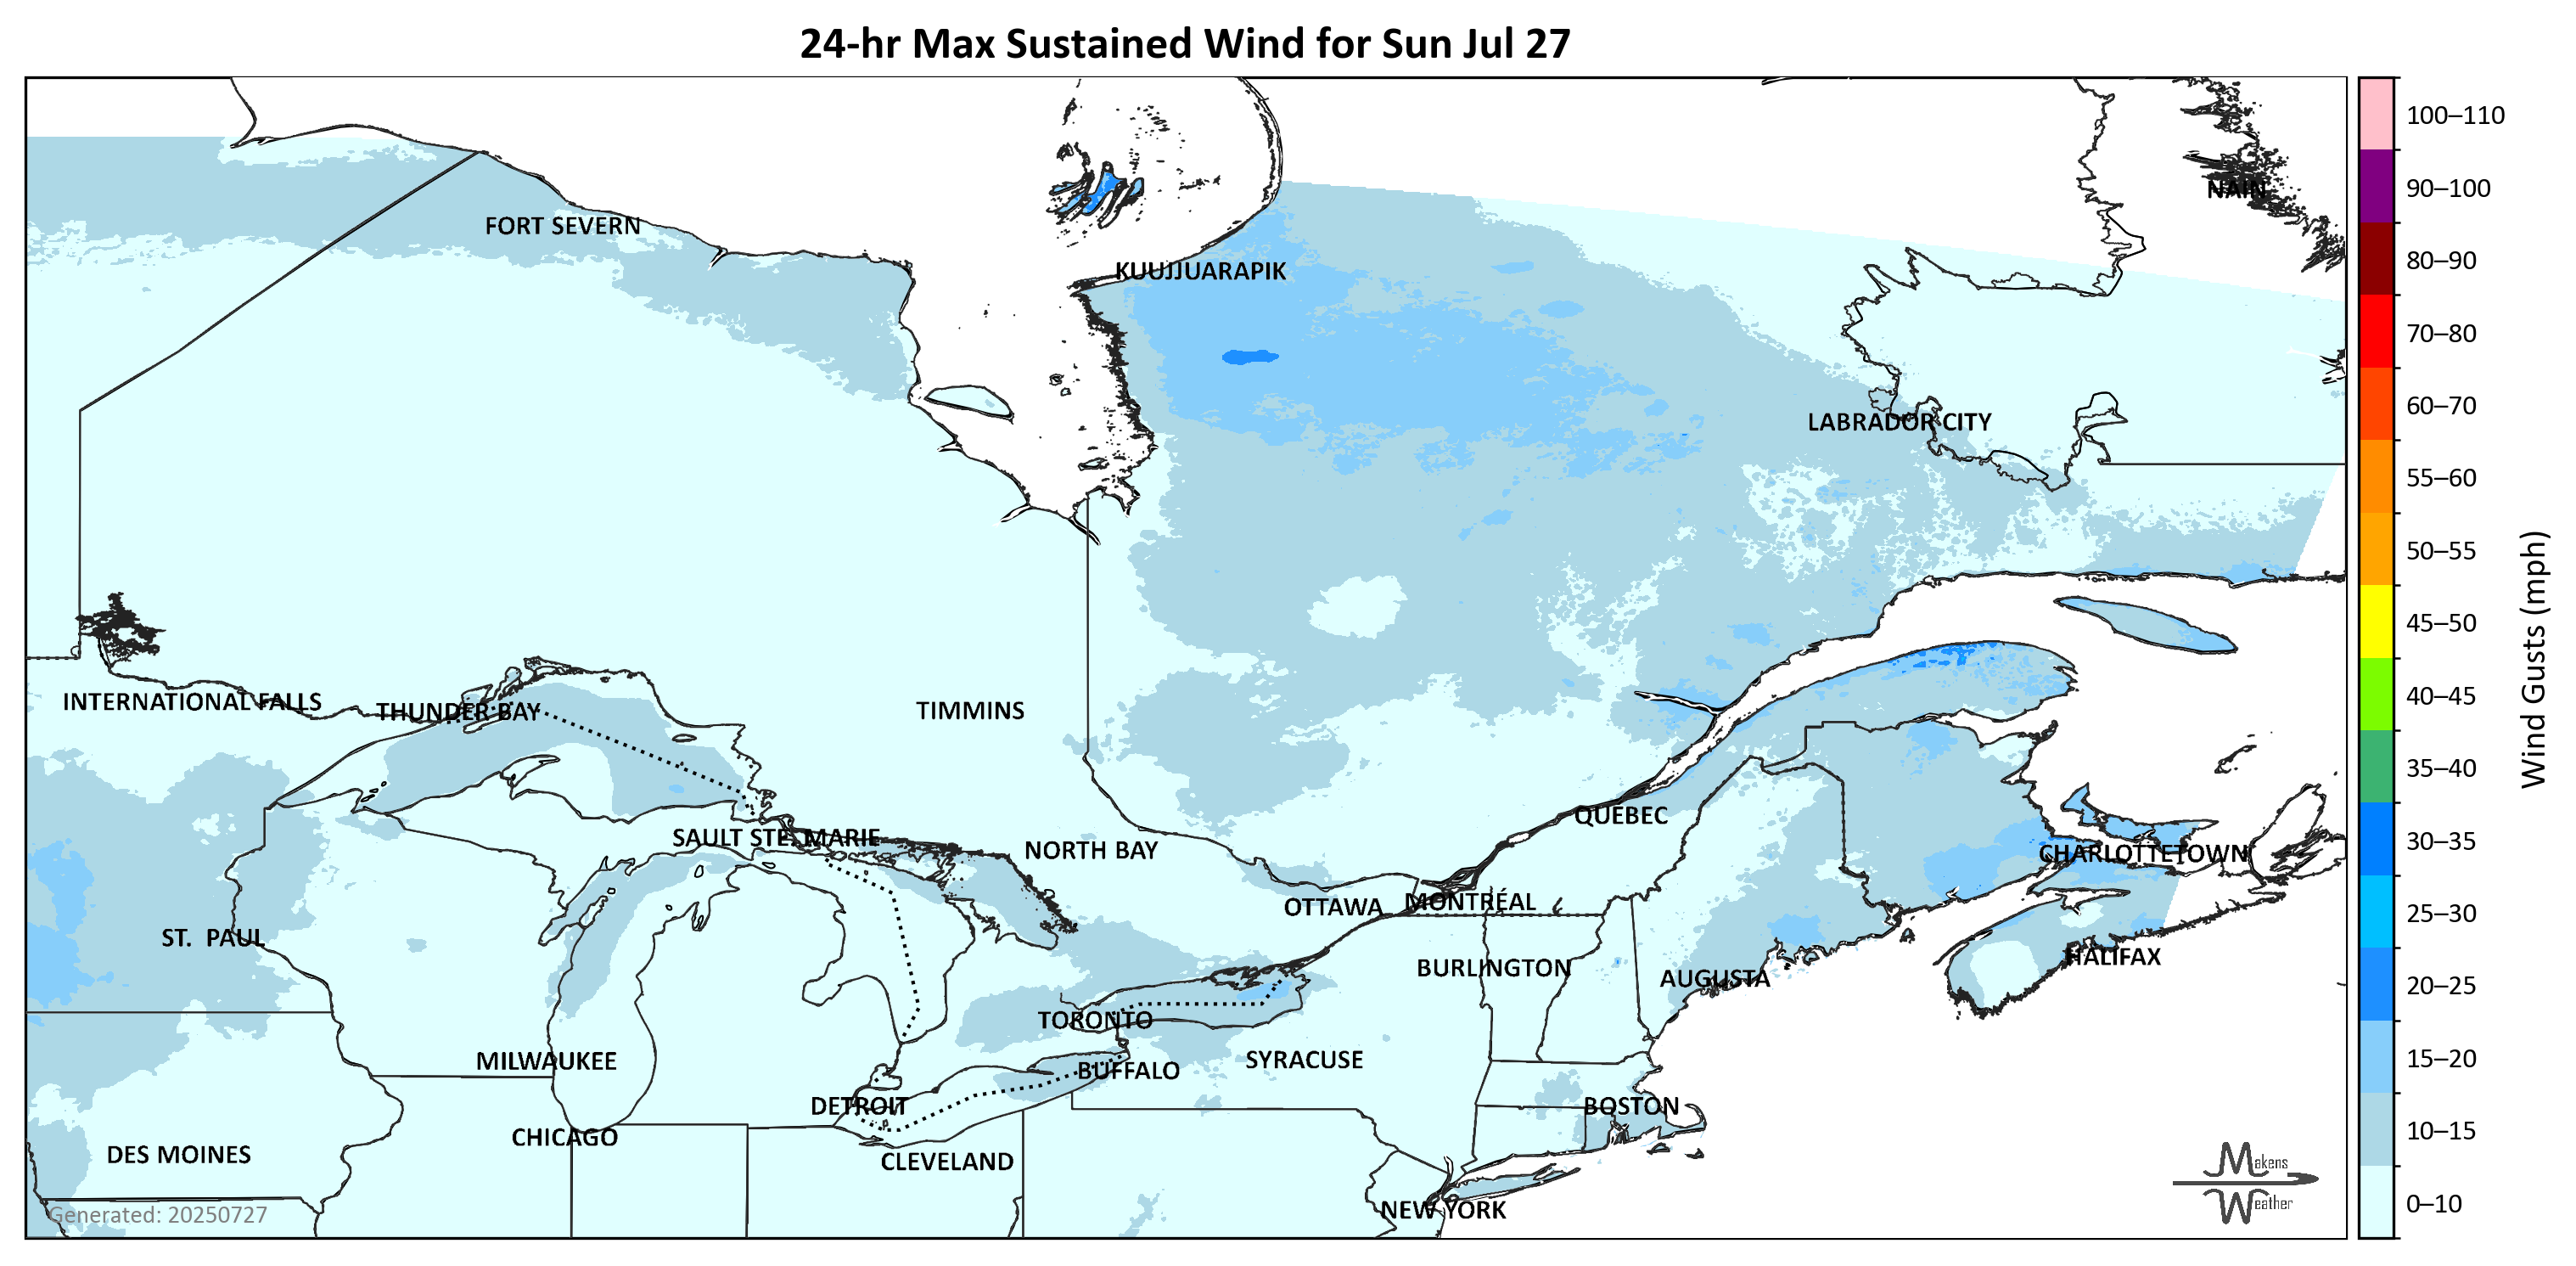 24-hr Max Sustained Wind for Sun Jul 27
100–110
90–100
NAIN
FORT SEVERN
80–90
KUUJJUARAPIK
70–80
60–70
LABRADOR CITY
55–60
50–55
Wind Gusts (mph)
45–50
INTERNATIONAL FALLS
THUNDER BAY
TIMMINS
40–45
35–40
QUEBEC
SAULT STE. MARIE
30–35
NORTH BAY
CHARLOTTETOWN
OTTAWA
MONTRÉAL
25–30
ST. PAUL
HALIFAX
BURLINGTON
AUGUSTA
20–25
TORONTO
MILWAUKEE
SYRACUSE
15–20
BUFFALO
DETROIT
BOSTON
CHICAGO
10–15
DES MOINES
CLEVELAND
Makens
Weather
NEW YORK
0–10
Generated: 20250727